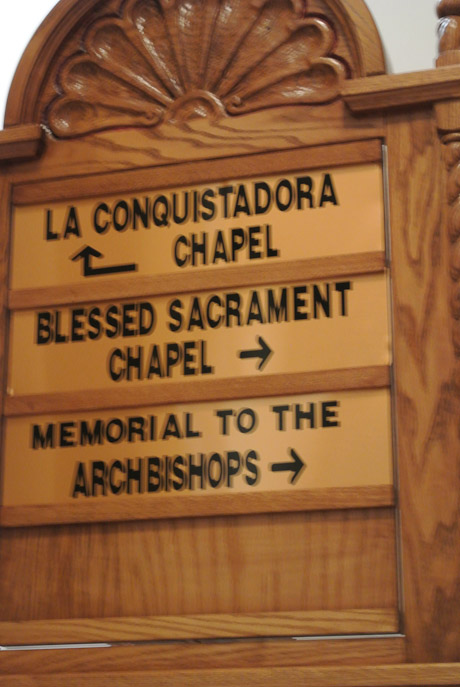 LA CONQUISTADORA
CHAPEL
BLESSED SACRAMENT
CHAPEL →
MEMORIAL TO THE
ARCHBISHOPS →